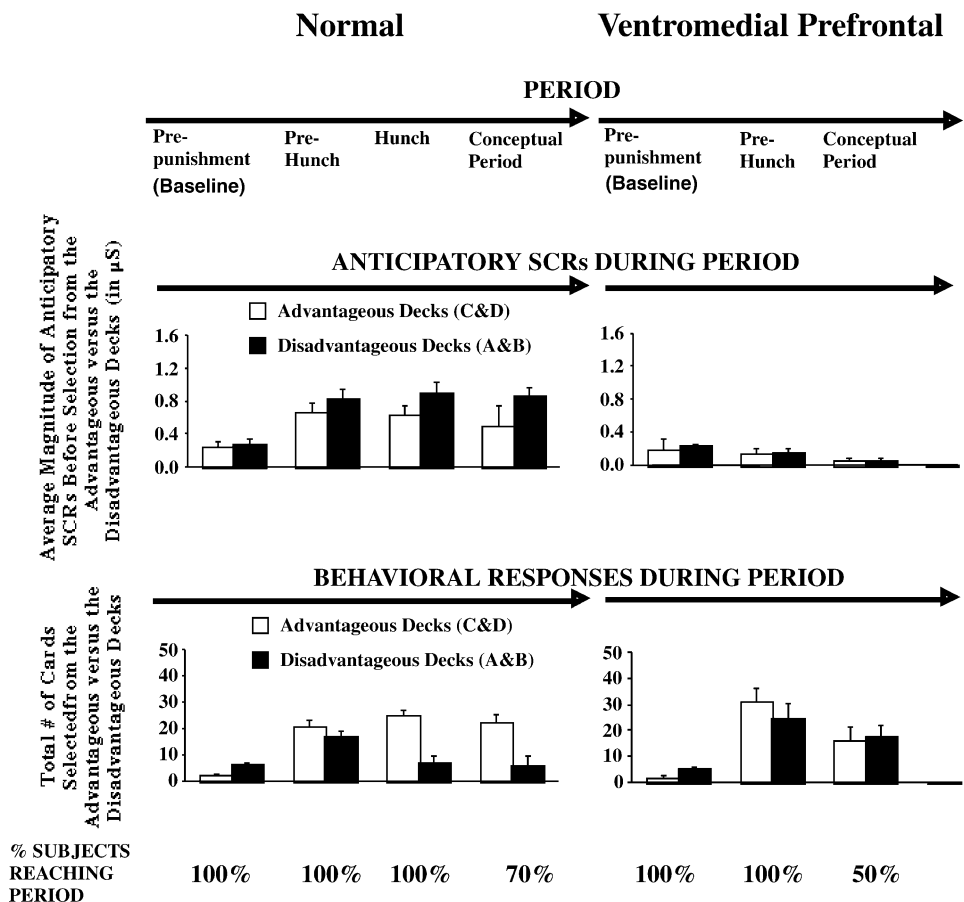 Normal
Ventromedial Prefrontal
PERIOD
Pre-
punishment
(Baseline)
Pre-
Hunch
Hunch
Conceptual
Period
Pre-
punishment
(Baseline)
Pre-
Hunch
Conceptual
Period
Average Magnitude of Anticipatory
SCRs Before Selection from the
Advantageous versus the
Disadvantageous Decks (in µS)
ANTICIPATORY SCRs DURING PERIOD
Advantageous Decks (C&D)
Disadvantageous Decks (A&B)
1.6
1.2
0.8
0.4
0.0
1.6
1.2
0.8
0.4
0.0
Total # of Cards
Selectedfrom the
Advantageous versus the
Disadvantageous Decks
BEHAVIORAL RESPONSES DURING PERIOD
Advantageous Decks (C&D)
Disadvantageous Decks (A&B)
50
40
30
20
10
0
50
40
30
20
10
0
% SUBJECTS
REACHING
PERIOD
100% 100% 100% 70% 100% 100% 50%